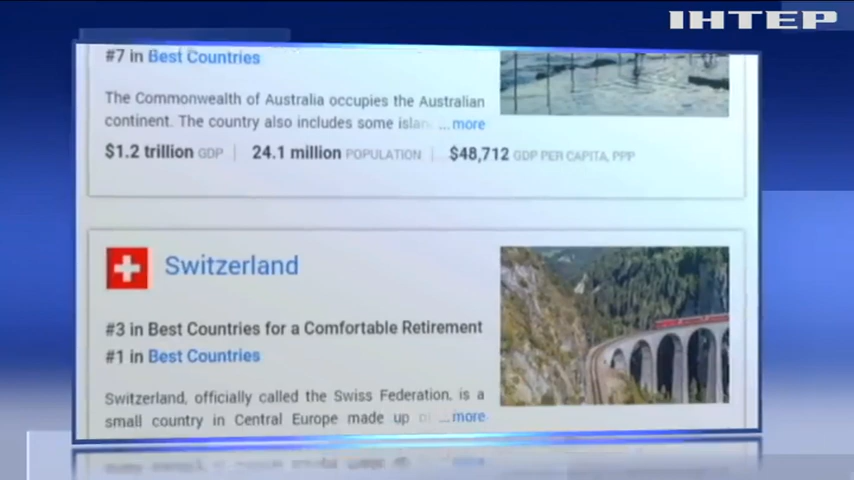 ІНТЕР
#7 in Best Countries
The Commonwealth of Australia occupies the Australian
continent. The country also includes some islan ...more
$1.2 trillion GDP | 24.1 million POPULATION | $48,712 GDP PER CAPITA, PPP
Switzerland
#3 in Best Countries for a Comfortable Retirement
#1 in Best Countries
Switzerland, officially called the Swiss Federation, is a
small country in Central Europe made up ...more